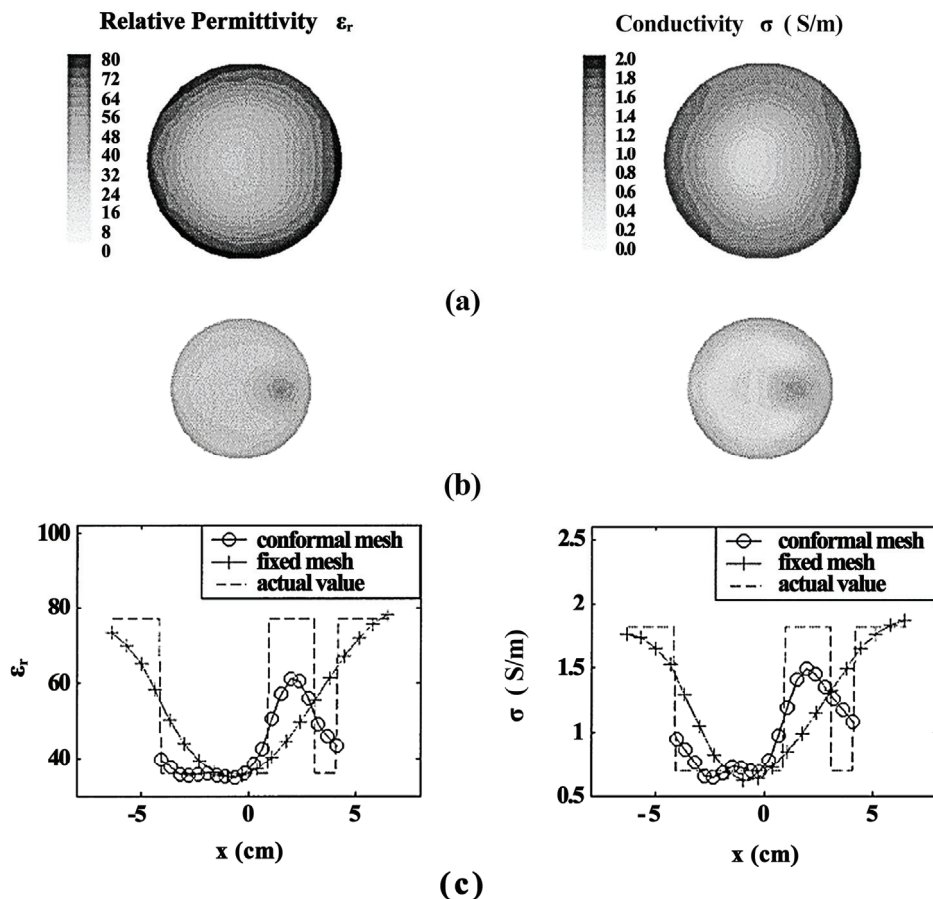 Relative Permittivity εr
80
72
64
56
48
40
32
24
16
8
0
Conductivity σ ( S/m)
2.0
1.8
1.6
1.4
1.2
1.0
0.8
0.6
0.4
0.2
0.0
(a)
(b)
100
80
60
40
εr
-5
0
5
x (cm)
conformal mesh
fixed mesh
actual value
2.5
2
1.5
1
0.5
σ ( S/m)
-5
0
5
x (cm)
conformal mesh
fixed mesh
actual value
(c)